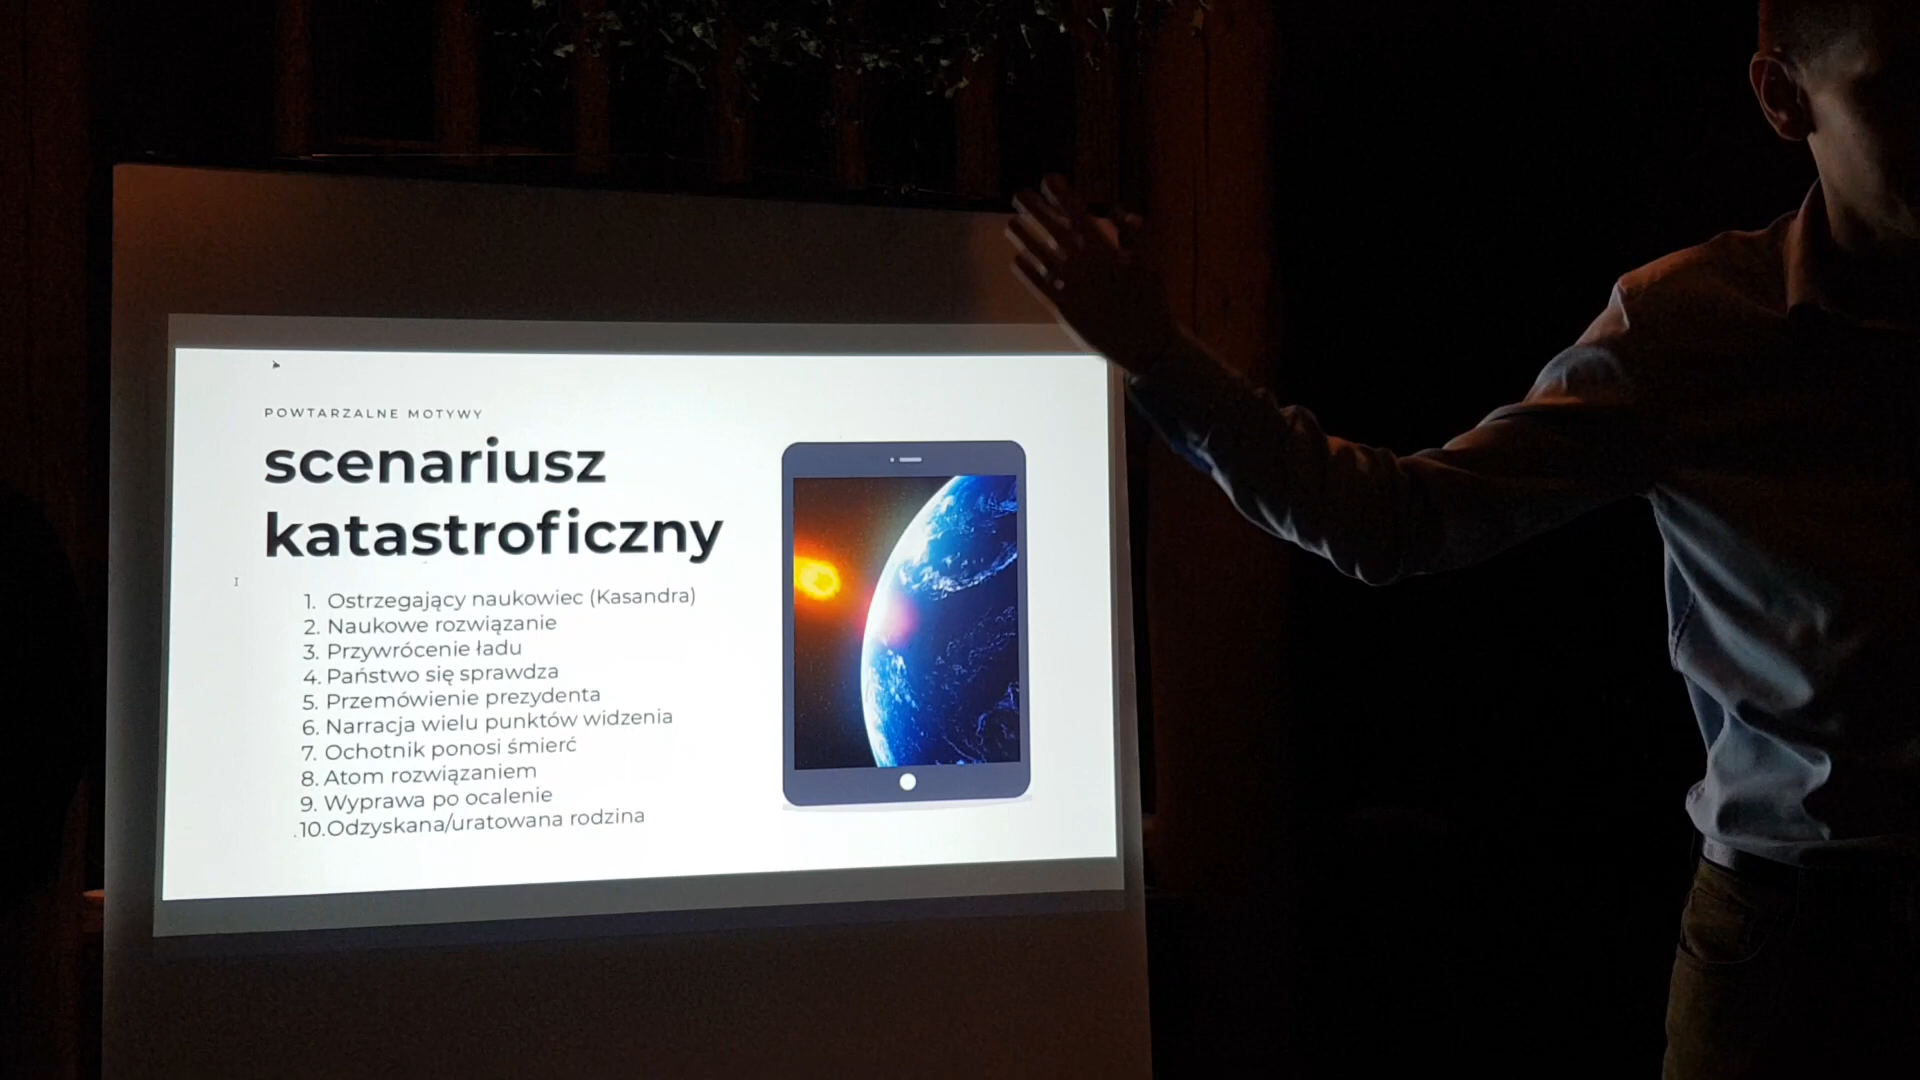 POWTARZALNE MOTYWY
scenariusz
katastroficzny
1. Ostrzegający naukowiec (Kasandra)
2. Naukowe rozwiązanie
3. Przywrócenie ładu
4. Państwo się sprawdza
5. Przemówienie prezydenta
6. Narracja wielu punktów widzenia
7. Ochotnik ponosi śmierć
8. Atom rozwiązaniem
9. Wyprawa po ocalenie
10. Odzyskana/uratowana rodzina